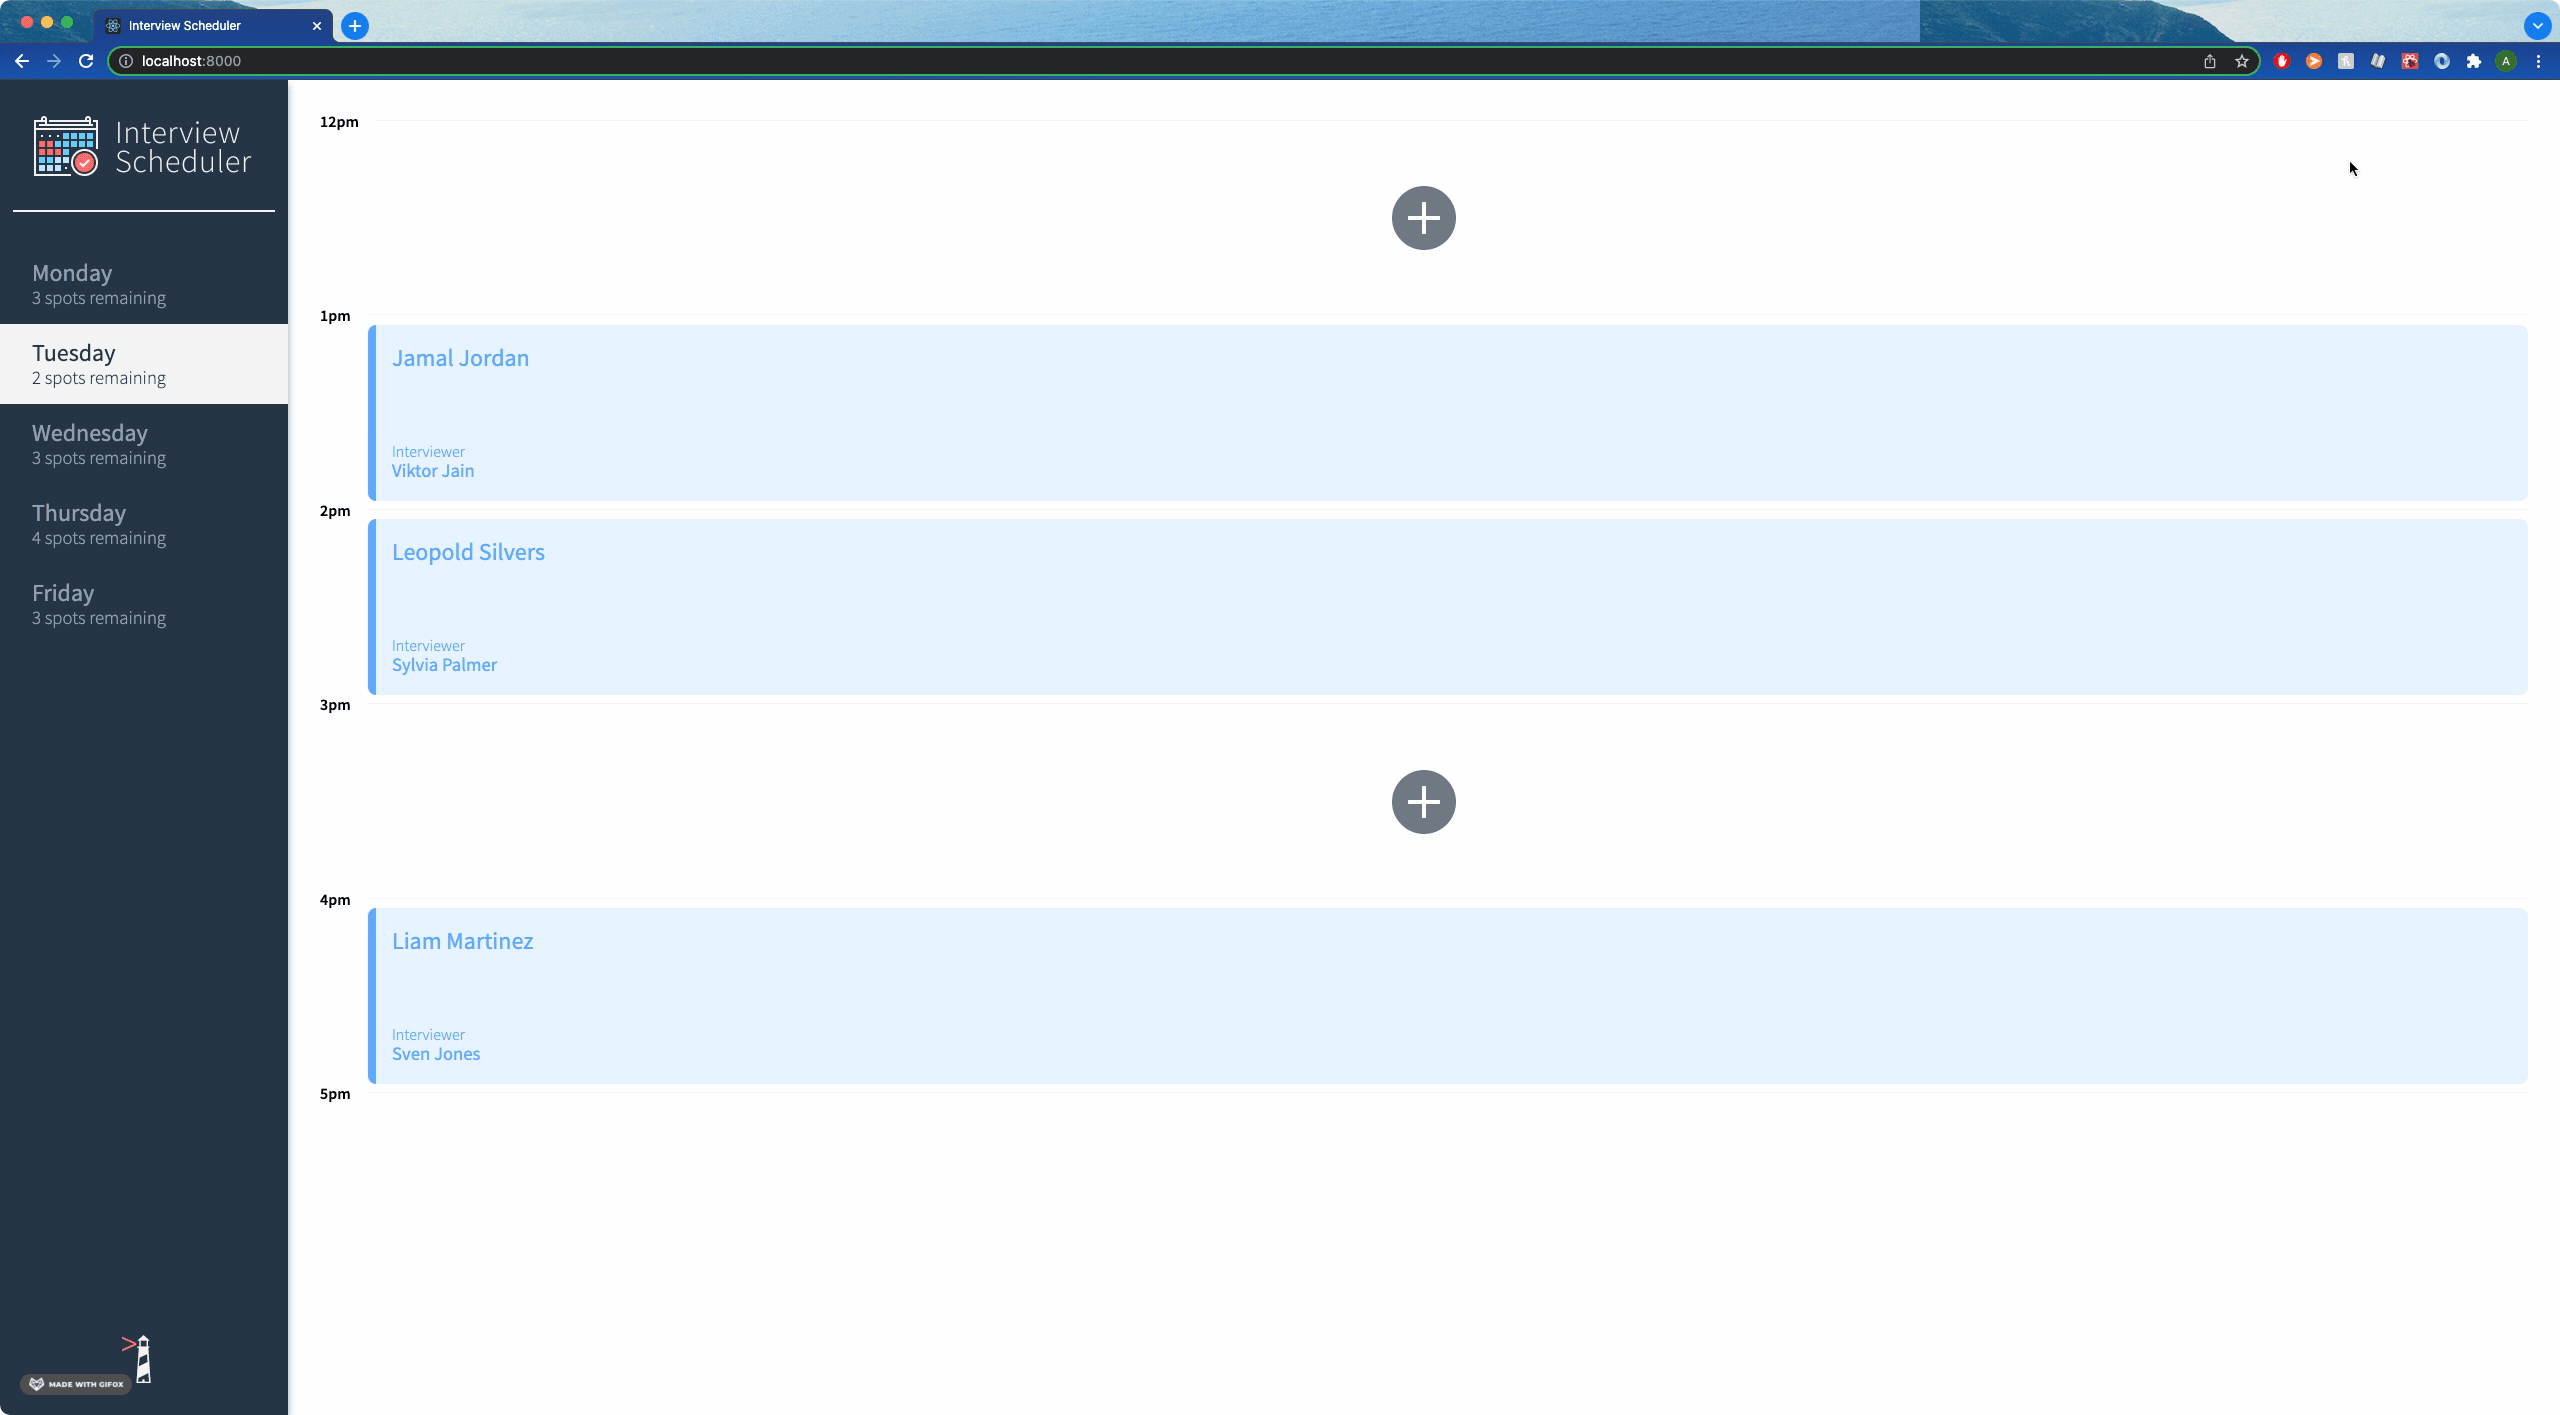 Interview Scheduler
localhost:8000
A
Interview
Scheduler
Monday
3 spots remaining
Tuesday
2 spots remaining
Wednesday
3 spots remaining
Thursday
4 spots remaining
Friday
3 spots remaining
MADE WITH GIFOX
12pm
1pm
Jamal Jordan
Interviewer
Viktor Jain
2pm
Leopold Silvers
Interviewer
Sylvia Palmer
3pm
4pm
Liam Martinez
Interviewer
Sven Jones
5pm